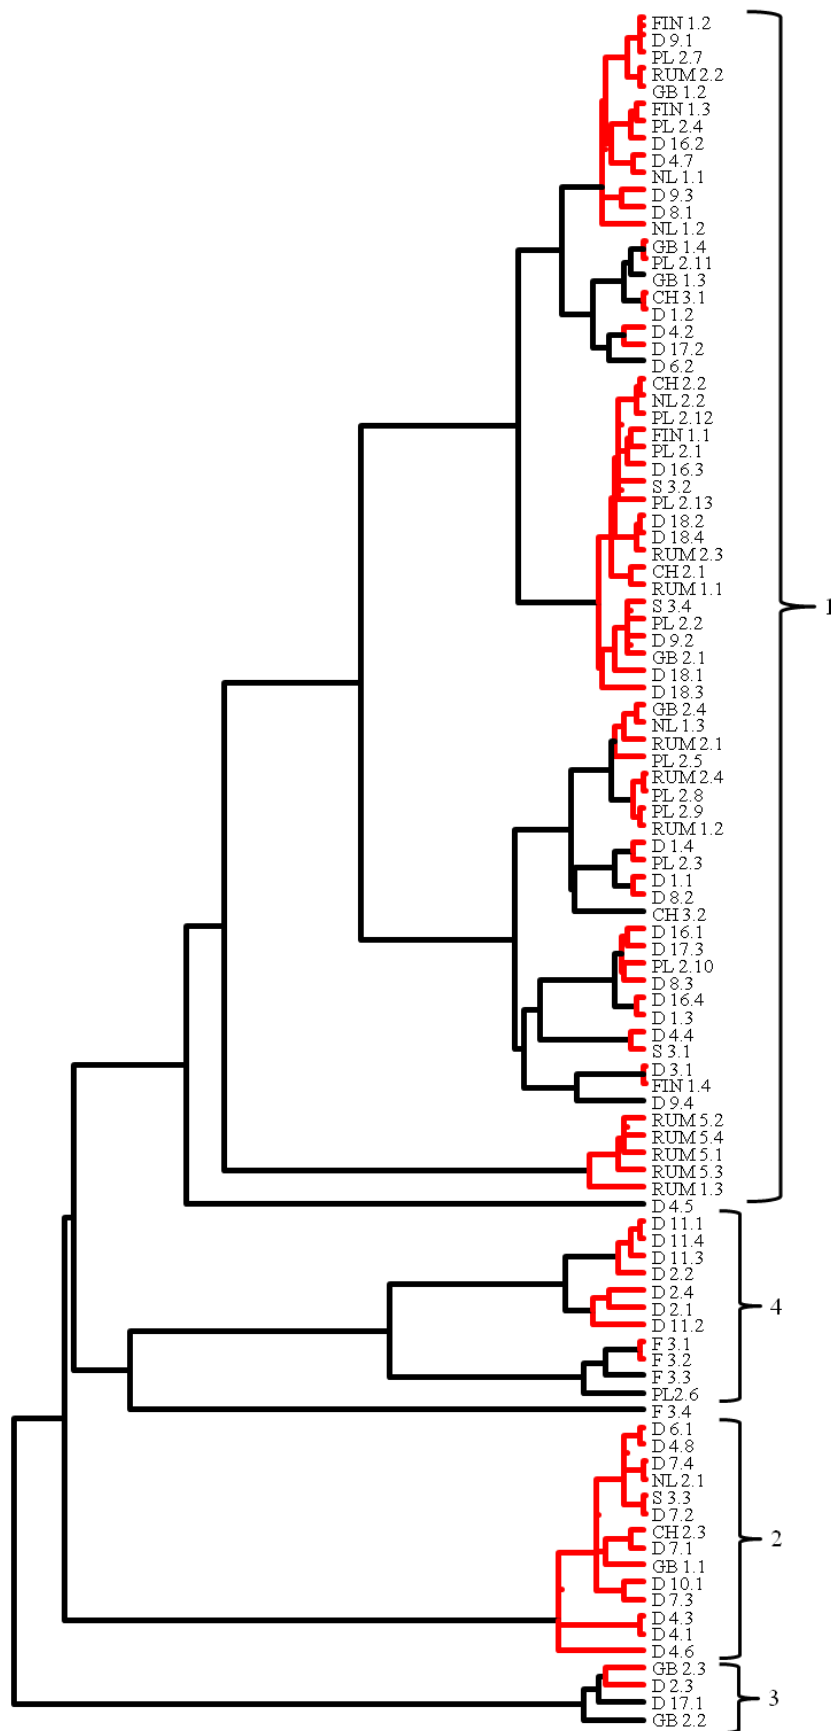 FIN 1.2
D 9.1
PL 2.7
RUM 2.2
GB 1.2
FIN 1.3
PL 2.4
D 16.2
D 4.7
NL 1.1
D 9.3
D 8.1
NL 1.2
GB 1.4
PL 2.11
GB 1.3
CH 3.1
D 1.2
D 4.2
D 17.2
D 6.2
CH 2.2
NL 2.2
PL 2.12
FIN 1.1
PL 2.1
D 16.3
S 3.2
PL 2.13
D 18.2
D 18.4
RUM 2.3
CH 2.1
RUM 1.1
S 3.4
1
PL 2.2
D 9.2
GB 2.1
D 18.1
D 18.3
GB 2.4
NL 1.3
RUM 2.1
PL 2.5
RUM 2.4
PL 2.8
PL 2.9
RUM 1.2
D 1.4
PL 2.3
D 1.1
D 8.2
CH 3.2
D 16.1
D 17.3
PL 2.10
D 8.3
D 16.4
D 1.3
D 4.4
S 3.1
D 3.1
FIN 1.4
D 9.4
RUM 5.2
RUM 5.4
RUM 5.1
RUM 5.3
RUM 1.3
D 4.5
D 11.1
D 11.4
D 11.3
D 2.2
D 2.4
4
D 2.1
D 11.2
F 3.1
F 3.2
F 3.3
PL2.6
F 3.4
D 6.1
D 4.8
D 7.4
NL 2.1
S 3.3
D 7.2
CH 2.3
2
D 7.1
GB 1.1
D 10.1
D 7.3
D 4.3
D 4.1
D 4.6
GB 2.3
D 2.3
3
D 17.1
GB 2.2